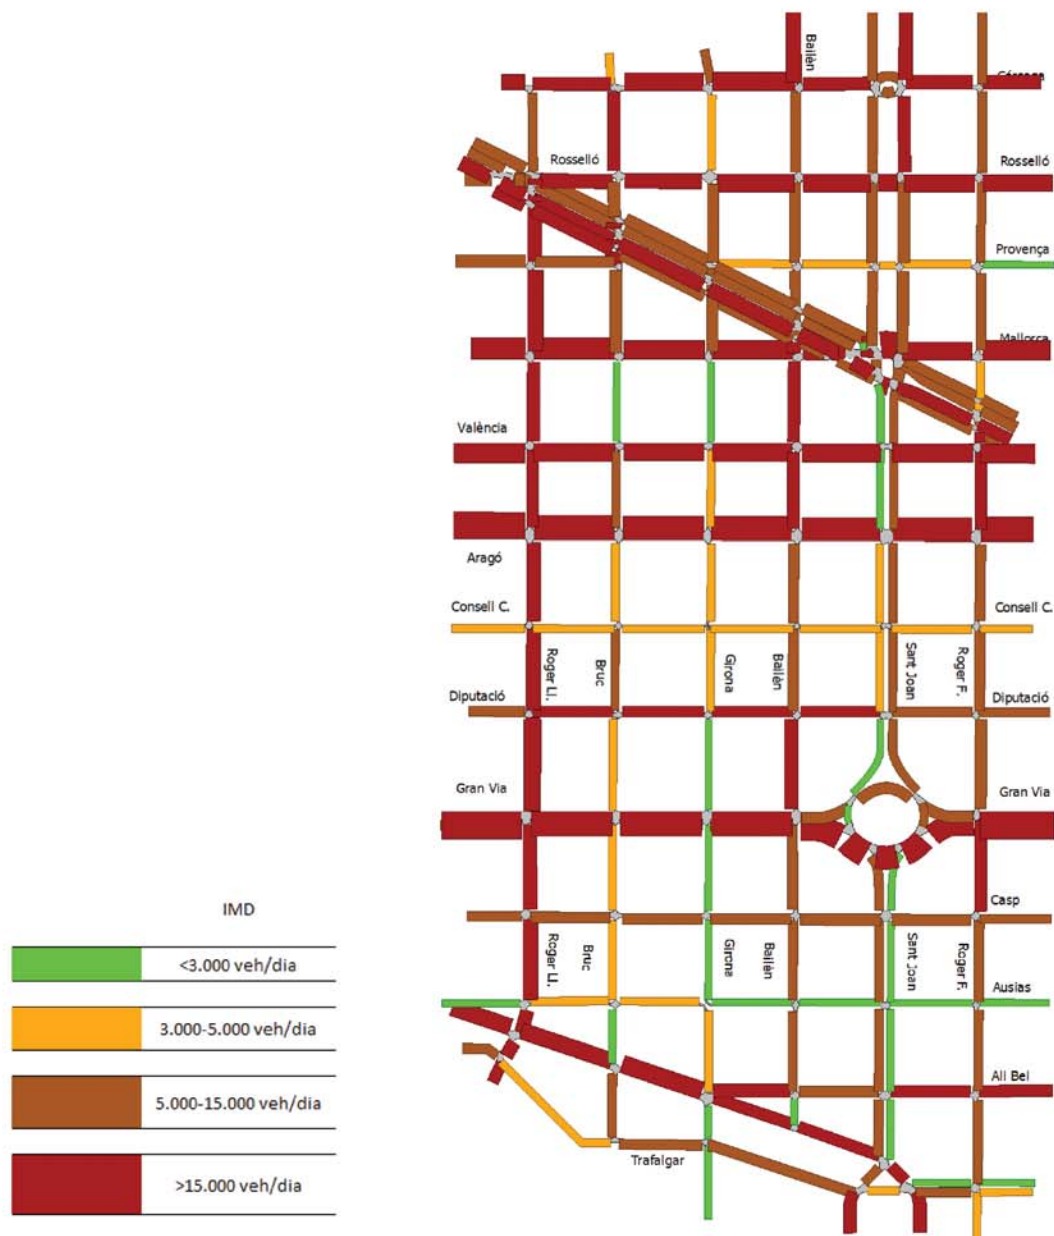 Bailèn
Rosselló
Rosselló
Provença
Mallorca
València
Aragó
Consell C.
Consell C.
Roger Ll.
Bruc
Girona
Bailèn
Sant Joan
Roger F.
Diputació
Diputació
Gran Via
Gran Via
Casp
Roger Ll.
Bruc
Girona
Bailèn
Sant Joan
Roger F.
Ausias
Ali Bei
Trafalgar
IMD
<3.000 veh/dia
3.000-5.000 veh/dia
5.000-15.000 veh/dia
>15.000 veh/dia